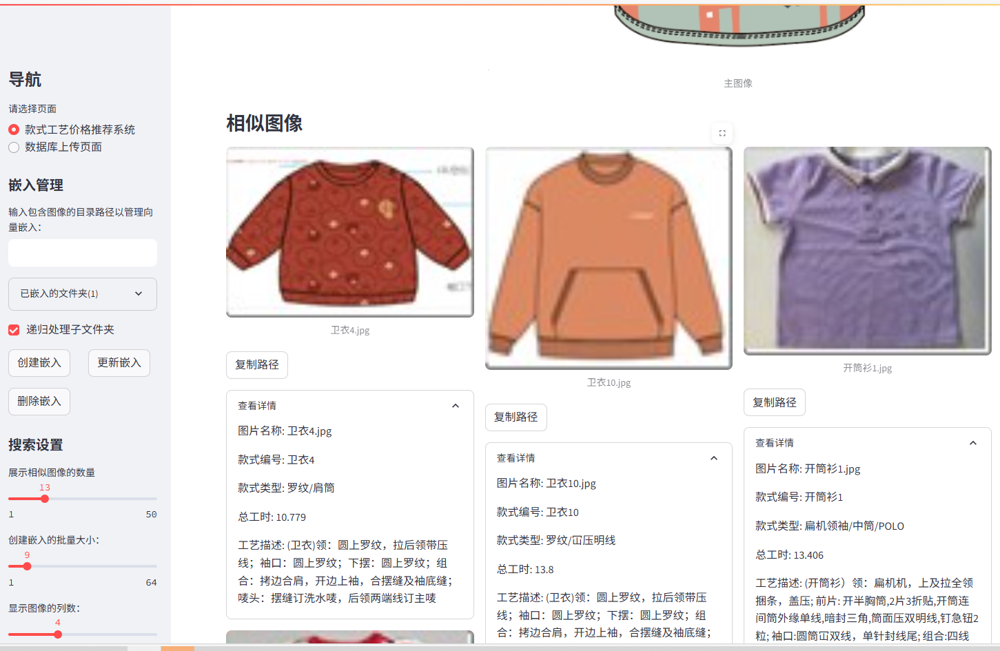 导航
请选择页面
款式工艺价格推荐系统
数据库上传页面
嵌入管理
输入包含图像的目录路径以管理向
量嵌入：
已嵌入的文件夹(1)
递归处理子文件夹
创建嵌入
更新嵌入
删除嵌入
搜索设置
展示相似图像的数量
13
1
50
创建嵌入的批量大小：
9
1
64
显示图像的列数：
4
主图像
相似图像
卫衣4.jpg
复制路径
查看详情
图片名称: 卫衣4.jpg
款式编号: 卫衣4
款式类型: 罗纹/肩筒
总工时: 10.779
工艺描述: (卫衣)领：圆上罗纹，拉后领带压
线；袖口：圆上罗纹；下摆：圆上罗纹；组
合：拷边合肩，开边上袖，合摆缝及袖底缝；
唛头：摆缝订洗水唛，后领两端线订主唛
卫衣10.jpg
复制路径
查看详情
图片名称: 卫衣10.jpg
款式编号: 卫衣10
款式类型: 罗纹/冚压明线
总工时: 13.8
工艺描述: (卫衣)领：圆上罗纹，拉后领带压
线；袖口：圆上罗纹；下摆：圆上罗纹；组
合：拷边合肩，开边上袖，合摆缝及袖底缝；
开筒衫1.jpg
复制路径
查看详情
图片名称: 开筒衫1.jpg
款式编号: 开筒衫1
款式类型: 扁机领袖/中筒/POLO
总工时: 13.406
工艺描述: (开筒衫）领：扁机机，上及拉全领
捆条，盖压; 前片: 开半胸筒,2片3折贴,开筒连
间筒外缘单线,暗封三角,筒面压双明线,钉急钮2
粒; 袖口:圆筒冚双线，单针封线尾; 组合:四线